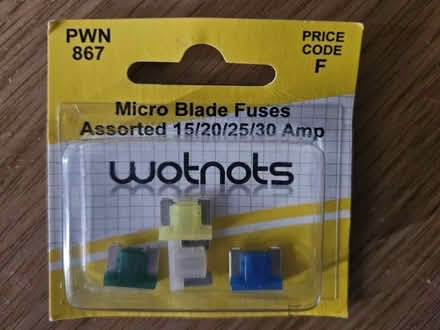 PWN
867
PRICE
CODE
F
Micro Blade Fuses
Assorted 15/20/25/30 Amp
wotnots